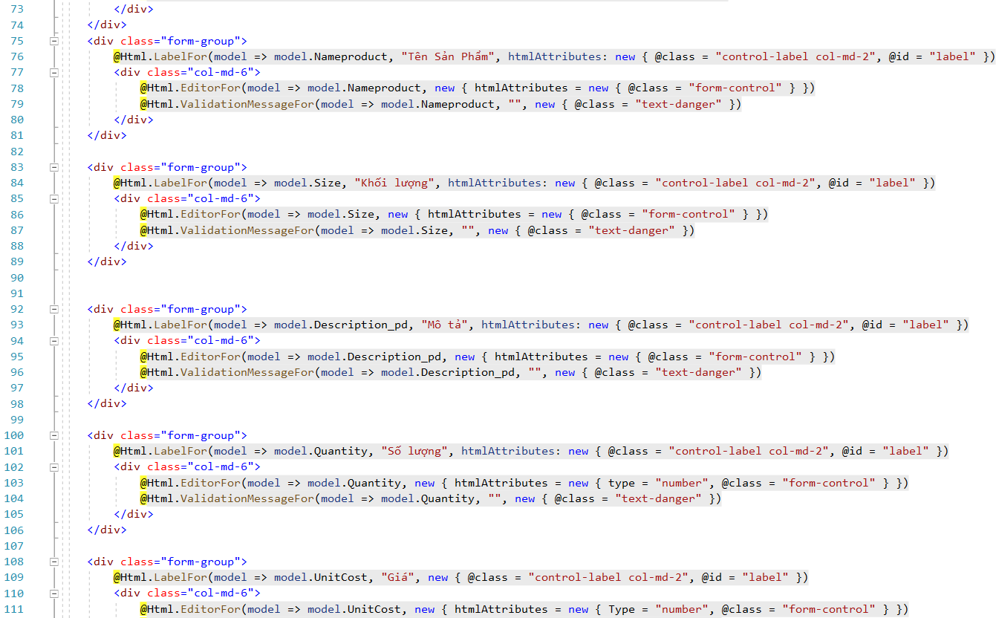 73 </div>
74 </div>
75 <div class="form-group">
76 @Html.LabelFor(model => model.Nameproduct, "Tên Sản Phẩm", htmlAttributes: new { @class = "control-label col-md-2", @id = "label" })
77 <div class="col-md-6">
78 @Html.EditorFor(model => model.Nameproduct, new { htmlAttributes = new { @class = "form-control" } })
79 @Html.ValidationMessageFor(model => model.Nameproduct, "", new { @class = "text-danger" })
80 </div>
81 </div>
82
83 <div class="form-group">
84 @Html.LabelFor(model => model.Size, "Khối lượng", htmlAttributes: new { @class = "control-label col-md-2", @id = "label" })
85 <div class="col-md-6">
86 @Html.EditorFor(model => model.Size, new { htmlAttributes = new { @class = "form-control" } })
87 @Html.ValidationMessageFor(model => model.Size, "", new { @class = "text-danger" })
88 </div>
89 </div>
90
91
92 <div class="form-group">
93 @Html.LabelFor(model => model.Description_pd, "Mô tả", htmlAttributes: new { @class = "control-label col-md-2", @id = "label" })
94 <div class="col-md-6">
95 @Html.EditorFor(model => model.Description_pd, new { htmlAttributes = new { @class = "form-control" } })
96 @Html.ValidationMessageFor(model => model.Description_pd, "", new { @class = "text-danger" })
97 </div>
98 </div>
99
100 <div class="form-group">
101 @Html.LabelFor(model => model.Quantity, "Số lượng", htmlAttributes: new { @class = "control-label col-md-2", @id = "label" })
102 <div class="col-md-6">
103 @Html.EditorFor(model => model.Quantity, new { htmlAttributes = new { type = "number", @class = "form-control" } })
104 @Html.ValidationMessageFor(model => model.Quantity, "", new { @class = "text-danger" })
105 </div>
106 </div>
107
108 <div class="form-group">
109 @Html.LabelFor(model => model.UnitCost, "Giá", new { @class = "control-label col-md-2", @id = "label" })
110 <div class="col-md-6">
111 @Html.EditorFor(model => model.UnitCost, new { htmlAttributes = new { Type = "number", @class = "form-control" } })